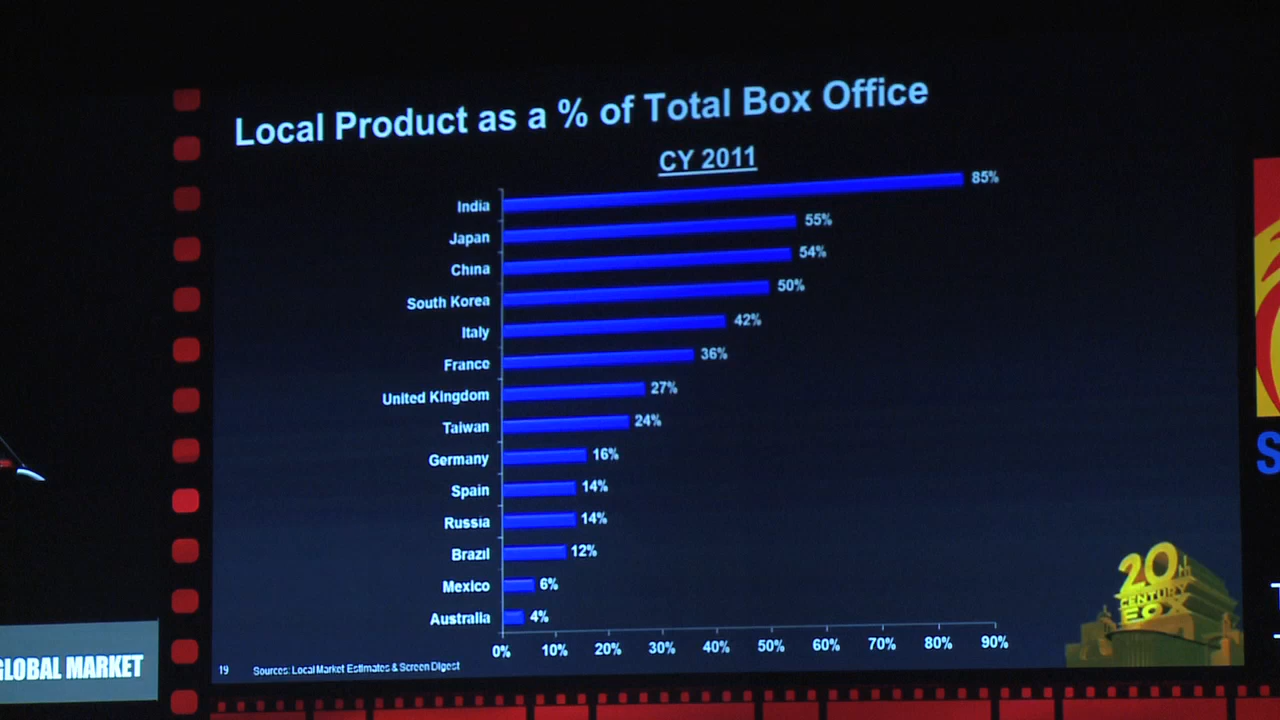 Local Product as a % of Total Box Office
CY 2011
India 85%
Japan 55%
China 54%
South Korea 50%
Italy 42%
France 36%
United Kingdom 27%
Taiwan 24%
Germany 16%
Spain 14%
Russia 14%
Brazil 12%
Mexico 6%
Australia 4%
0% 10% 20% 30% 40% 50% 60% 70% 80% 90%
19 Sources: Local Market Estimates & Screen Digest
20th
CENTURY
FOX
GLOBAL MARKET
S